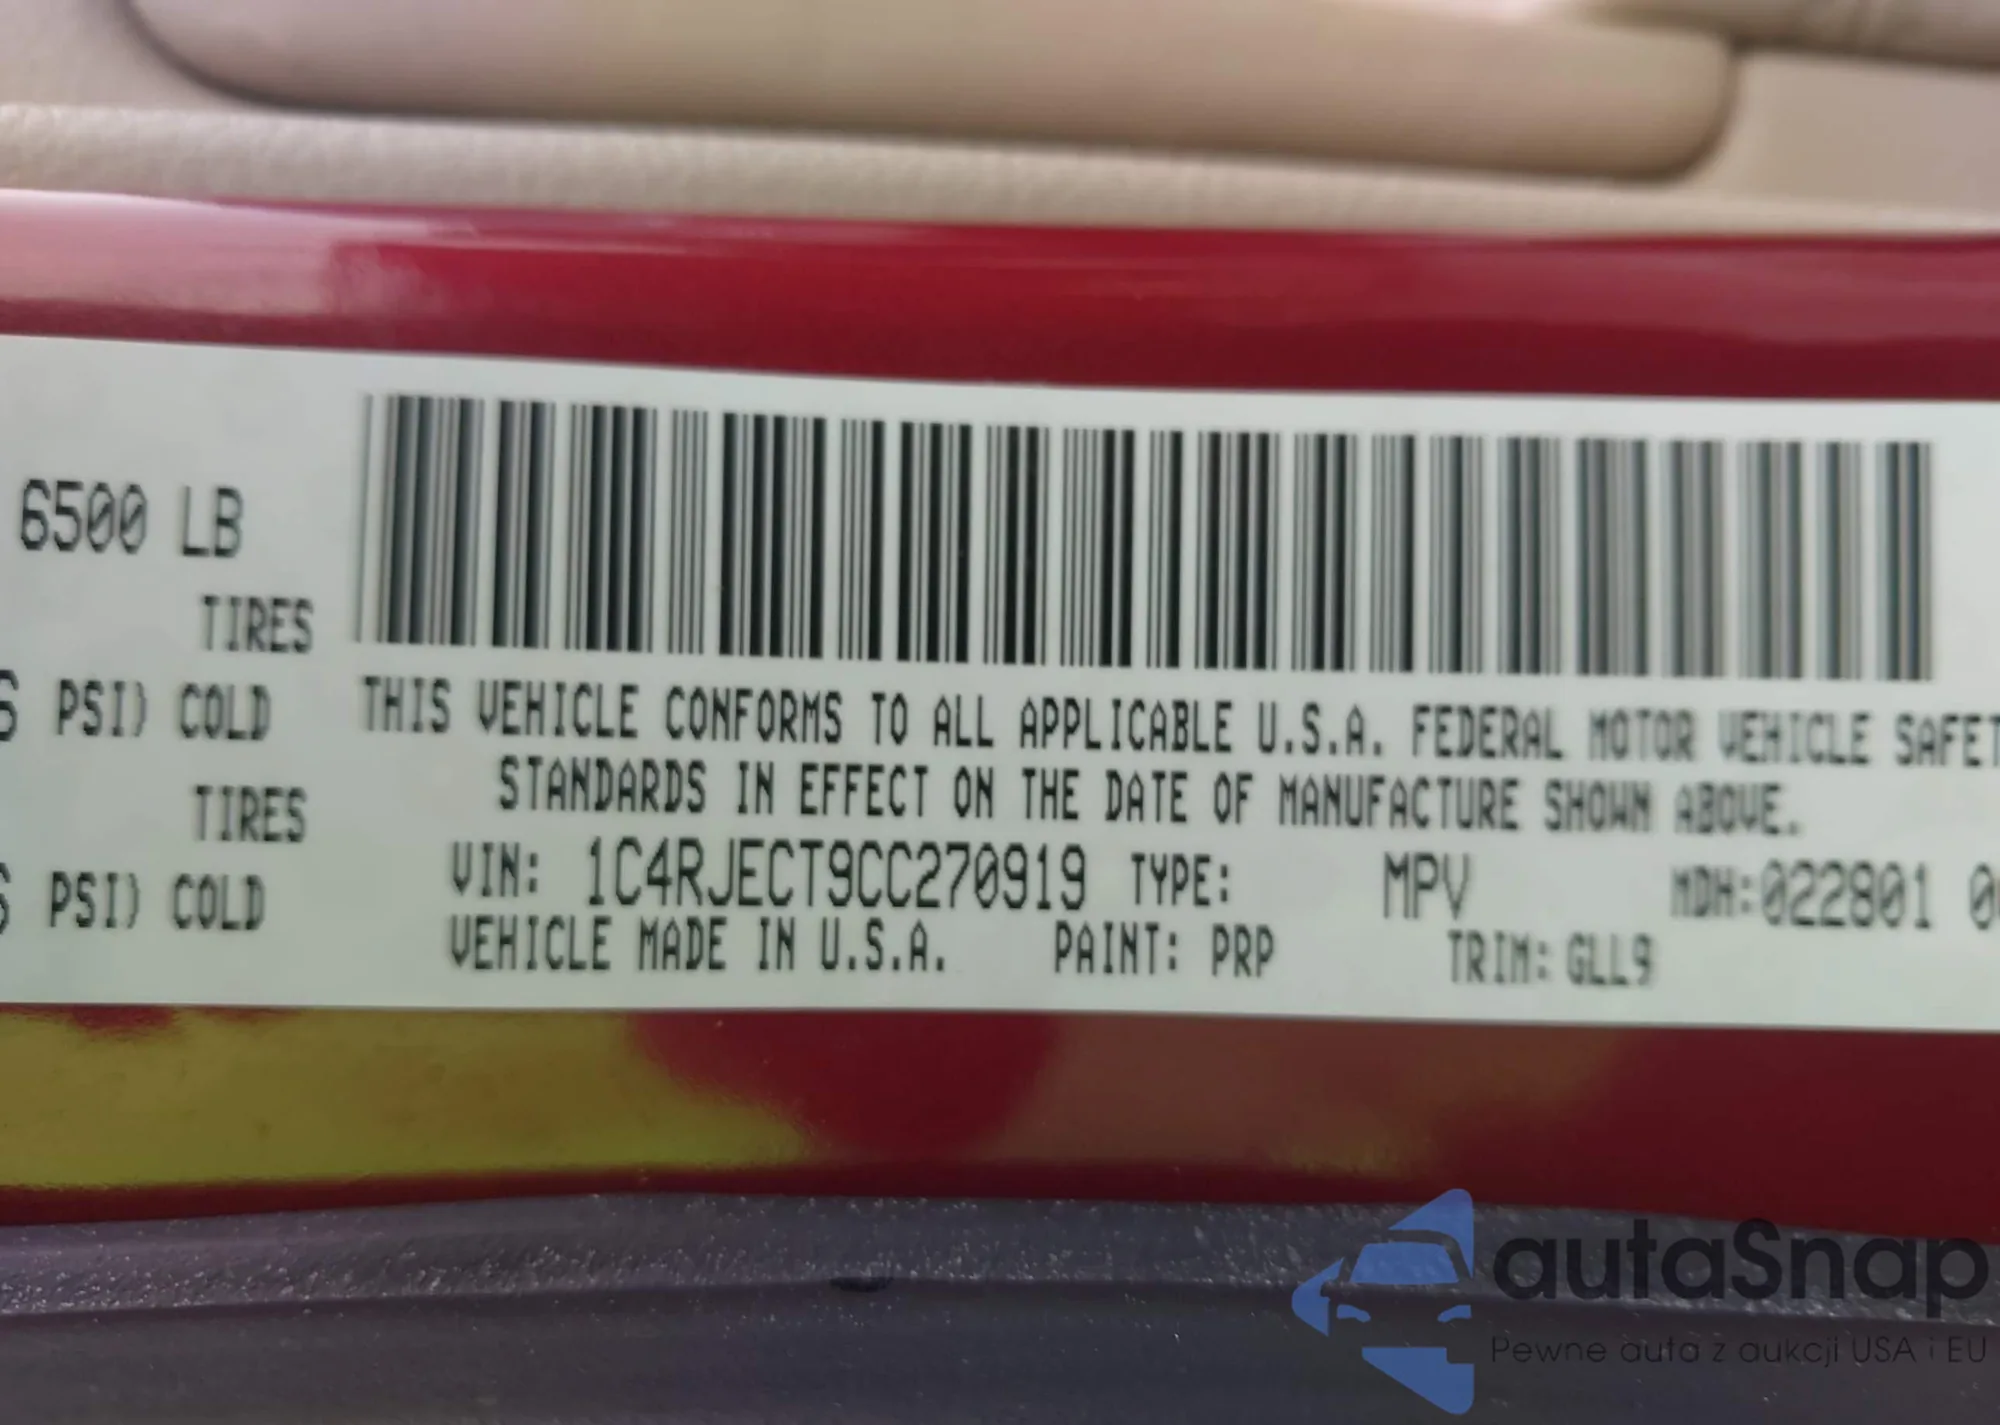 6500 LB
TIRES
PSI) COLD
THIS VEHICLE CONFORMS TO ALL APPLICABLE U.S.A. FEDERAL MOTOR VEHICLE SAFET
STANDARDS IN EFFECT ON THE DATE OF MANUFACTURE SHOWN ABOVE.
TIRES
PSI) COLD
VIN: 1C4RJECT9CC270919 TYPE: MPV MDH:022801
VEHICLE MADE IN U.S.A. PAINT: PRP TRIM: GLL9
autaSnap
Pewne auta z aukcji USA i EU